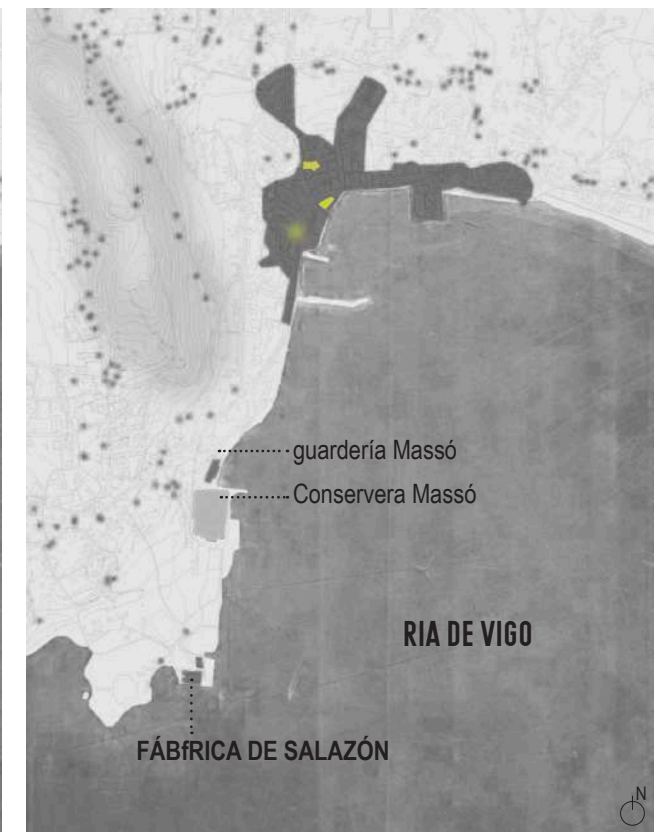 guardería Massó
Conservera Massó
RIA DE VIGO
FÁBfRICA DE SALAZÓN
N